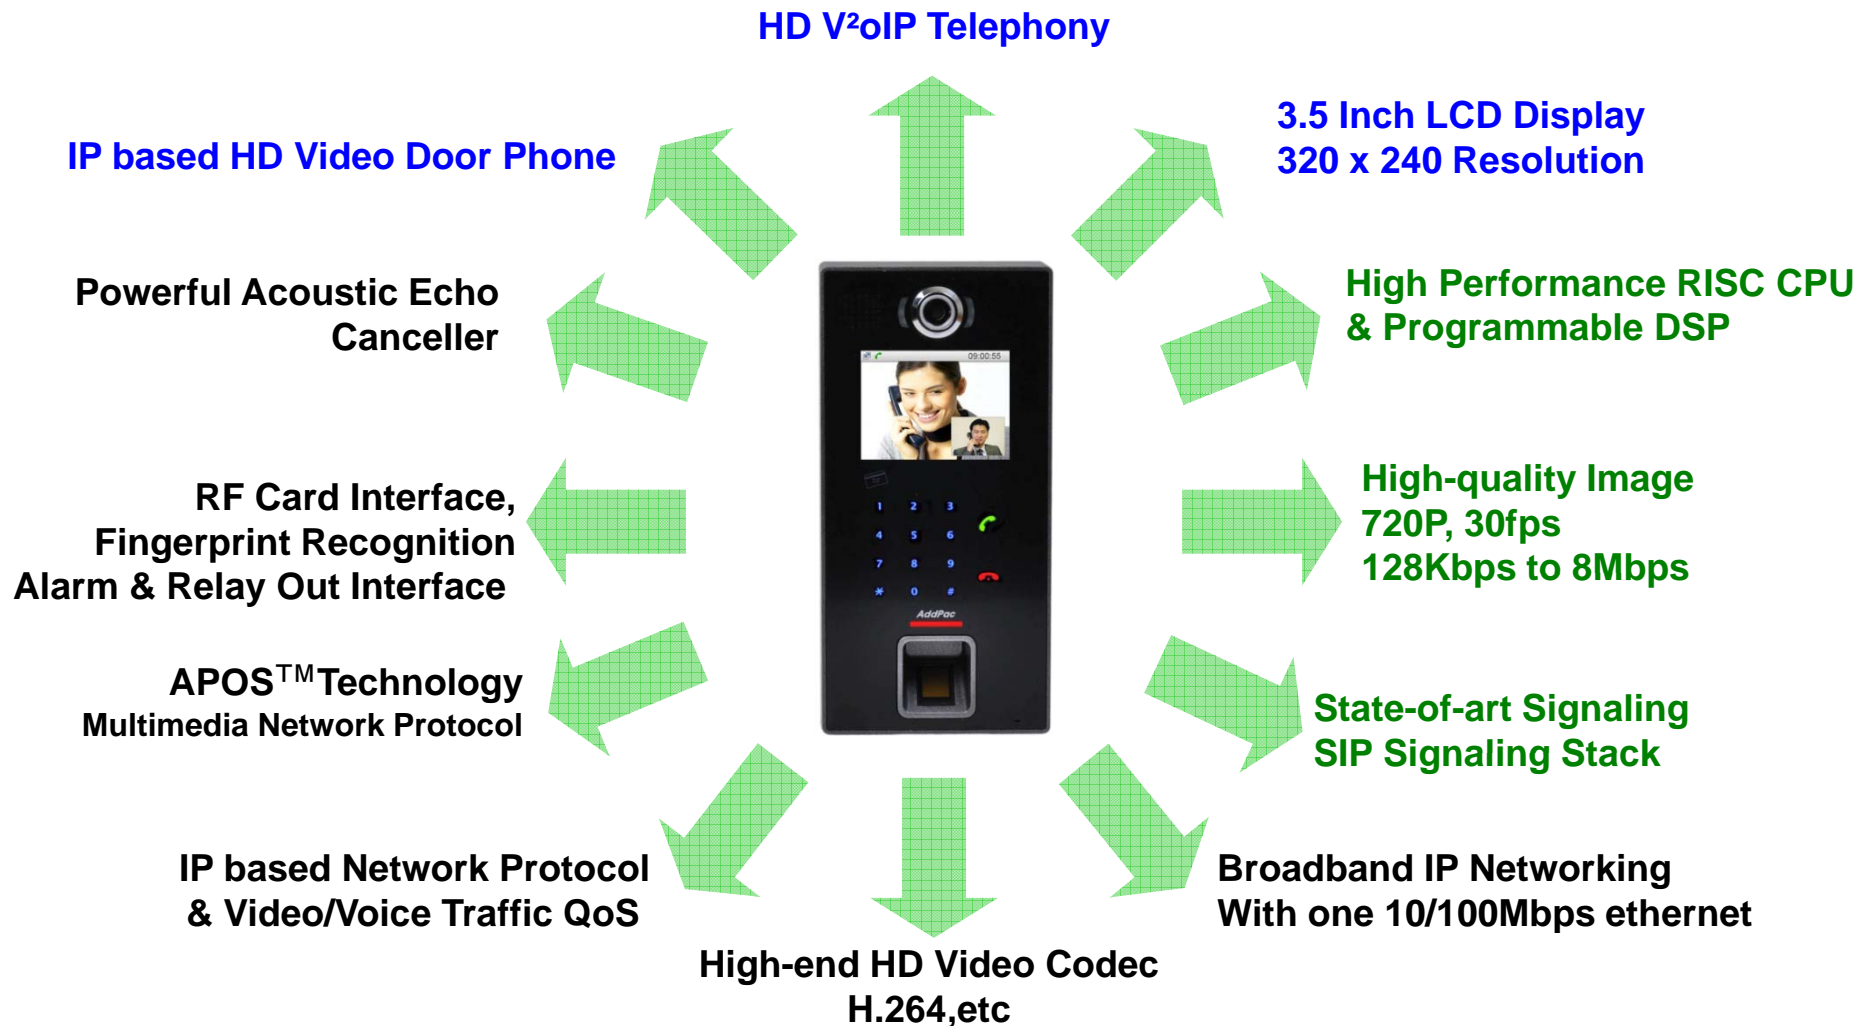 HD V²oIP Telephony
IP based HD Video Door Phone
3.5 Inch LCD Display
320 x 240 Resolution
Powerful Acoustic Echo
Canceller
High Performance RISC CPU
& Programmable DSP
09:00:55
RF Card Interface,
Fingerprint Recognition
Alarm & Relay Out Interface
High-quality Image
720P, 30fps
128Kbps to 8Mbps
1 2 3
4 5 6
7 8 9
* 0 #
AddPac
APOS™Technology
Multimedia Network Protocol
State-of-art Signaling
SIP Signaling Stack
IP based Network Protocol
& Video/Voice Traffic QoS
Broadband IP Networking
With one 10/100Mbps ethernet
High-end HD Video Codec
H.264,etc